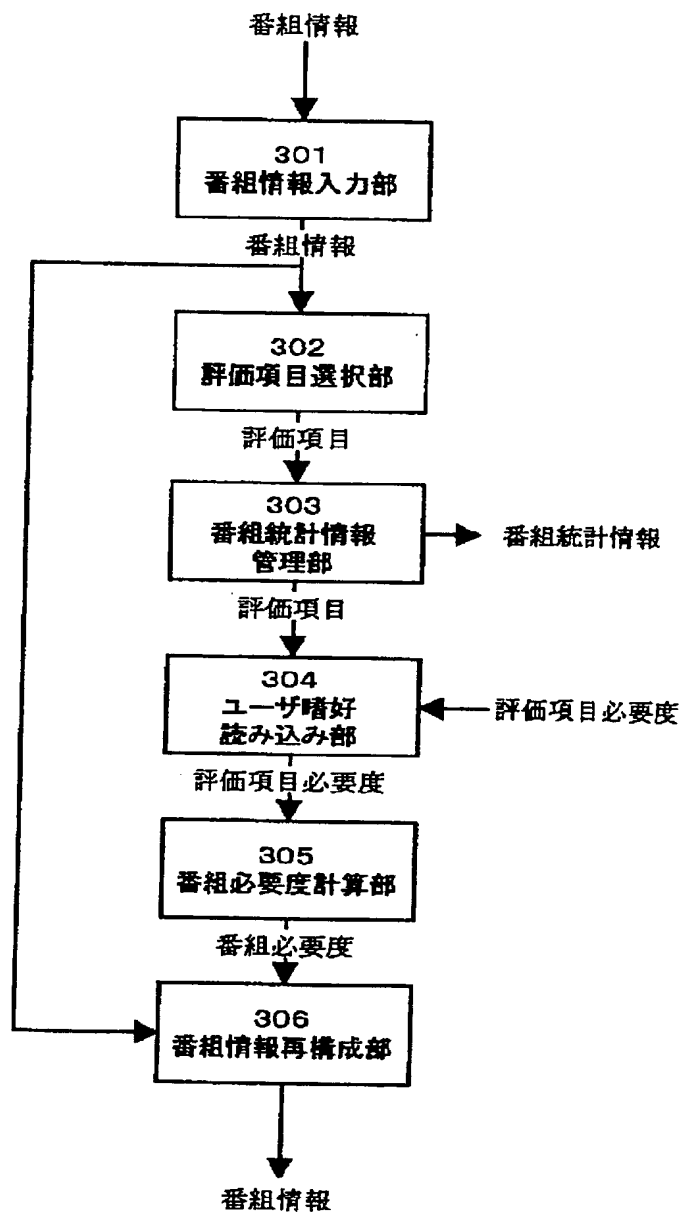 番組情報
301
番組情報入力部
番組情報
302
評価項目選択部
評価項目
303
番組統計情報
管理部
番組統計情報
評価項目
304
ユーザ嗜好
読み込み部
評価項目必要度
評価項目必要度
305
番組必要度計算部
番組必要度
306
番組情報再構成部
番組情報